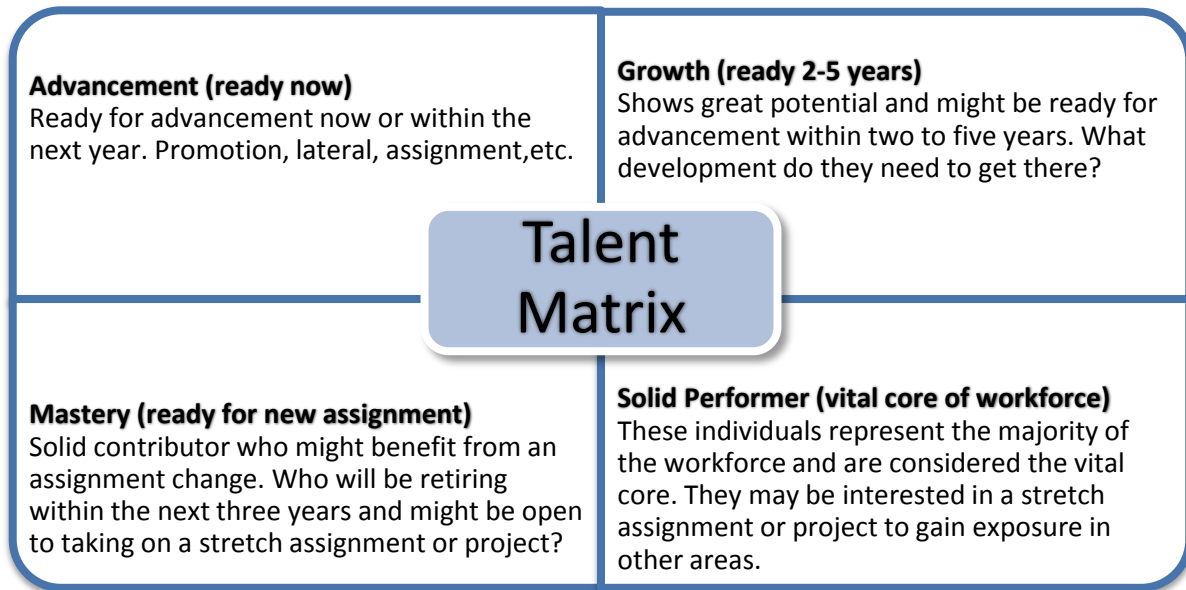 Advancement (ready now)
Ready for advancement now or within the
next year. Promotion, lateral, assignment,etc.
Growth (ready 2-5 years)
Shows great potential and might be ready for
advancement within two to five years. What
development do they need to get there?
Talent
Matrix
Mastery (ready for new assignment)
Solid contributor who might benefit from an
assignment change. Who will be retiring
within the next three years and might be open
to taking on a stretch assignment or project?
Solid Performer (vital core of workforce)
These individuals represent the majority of
the workforce and are considered the vital
core. They may be interested in a stretch
assignment or project to gain exposure in
other areas.